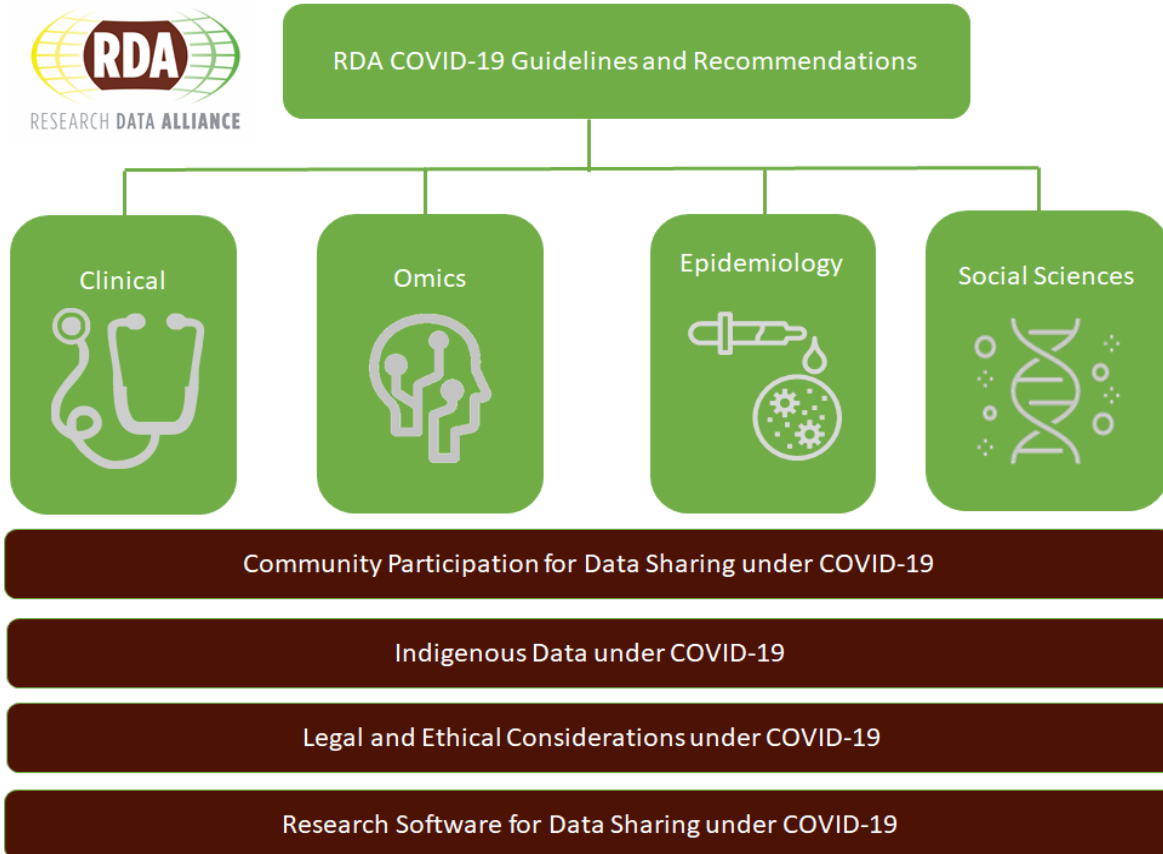 RDA
RESEARCH DATA ALLIANCE
RDA COVID-19 Guidelines and Recommendations
Clinical
Omics
Epidemiology
Social Sciences
Community Participation for Data Sharing under COVID-19
Indigenous Data under COVID-19
Legal and Ethical Considerations under COVID-19
Research Software for Data Sharing under COVID-19